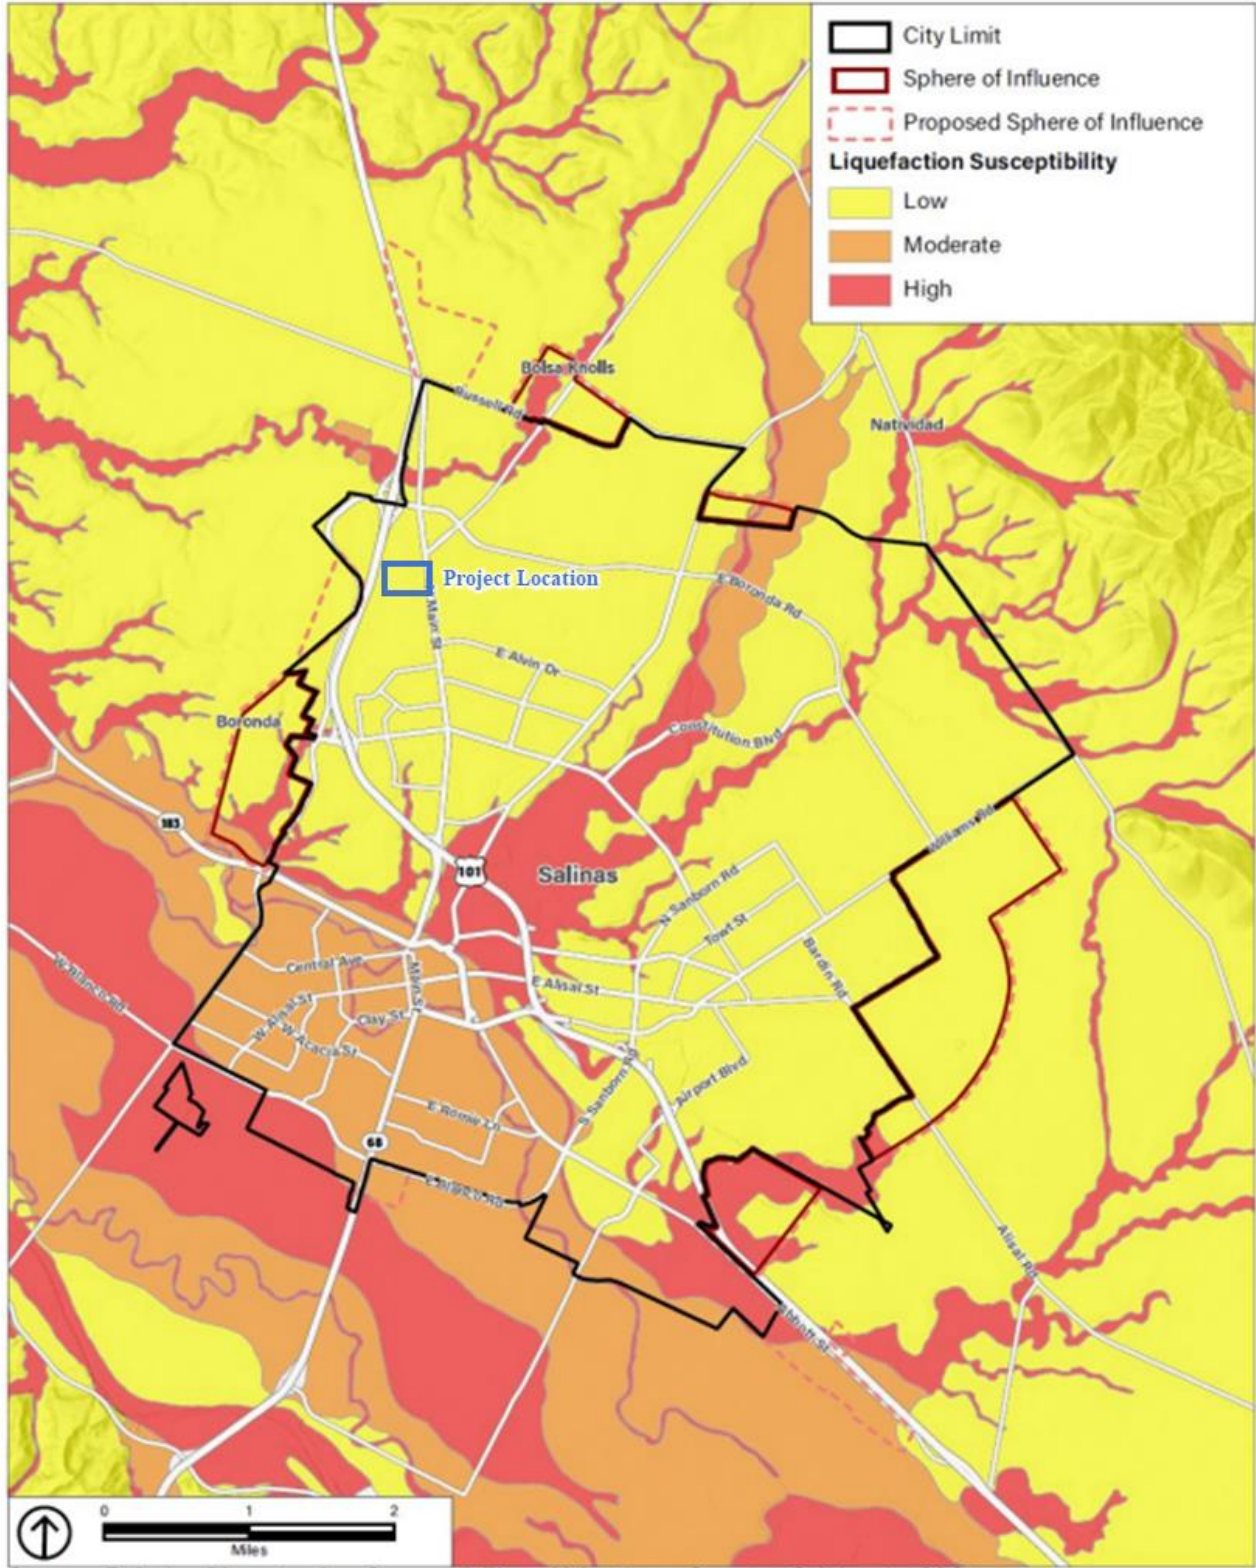 City Limit
Sphere of Influence
Proposed Sphere of Influence
Liquefaction Susceptibility
Low
Moderate
High
Bolsa Knolls
Russell Rd
Natividad
Project Location
E Boronda Rd
N Main St
E Alvin Dr
Boronda
Constitution Blvd
183
Williams Rd
101
Salinas
N Sanborn Rd
Towt St
Bardin Rd
W Blanco Rd
Central Ave
Main St
E Alisal St
W Alisal St
Clay St
W Acacia St
Airport Blvd
S Sanborn Rd
E Romie Ln
68
E Blanco Rd
Alisal Rd
Abbott St
0 1 2
Miles